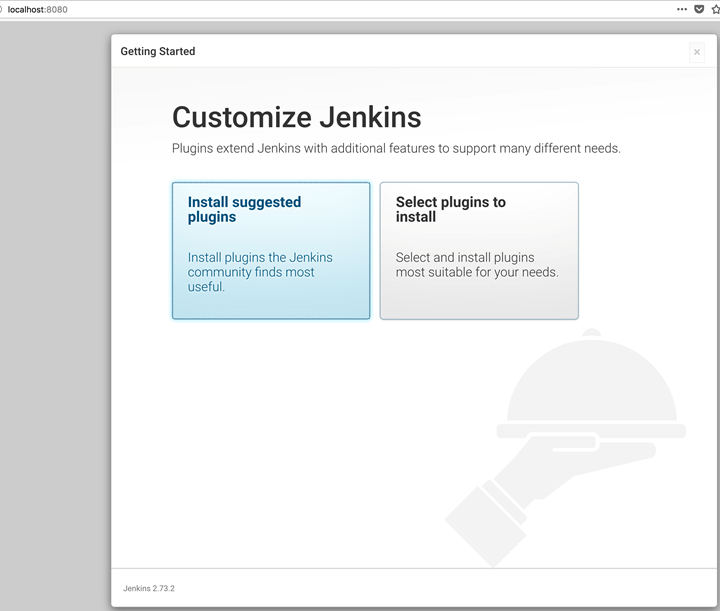 localhost:8080
Getting Started
Customize Jenkins
Plugins extend Jenkins with additional features to support many different needs.
Install suggested
plugins
Install plugins the Jenkins
community finds most
useful.
Select plugins to
install
Select and install plugins
most suitable for your needs.
Jenkins 2.73.2